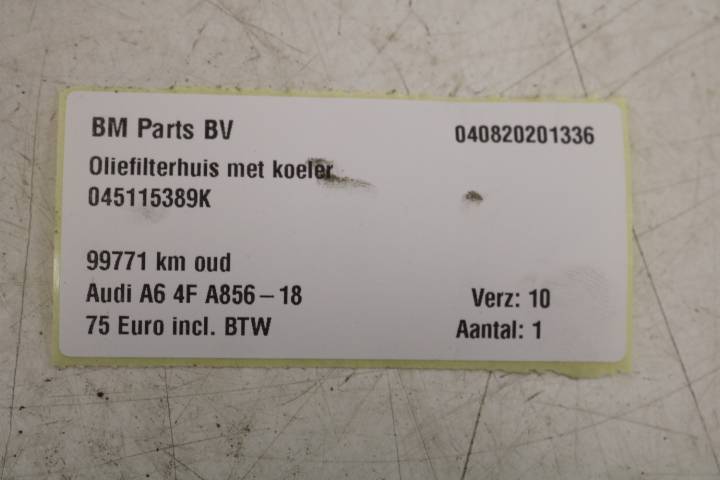 BM Parts BV 040820201336
Oliefilterhuis met koeler
045115389K
99771 km oud
Audi A6 4F A856-18 Verz: 10
75 Euro incl. BTW Aantal: 1